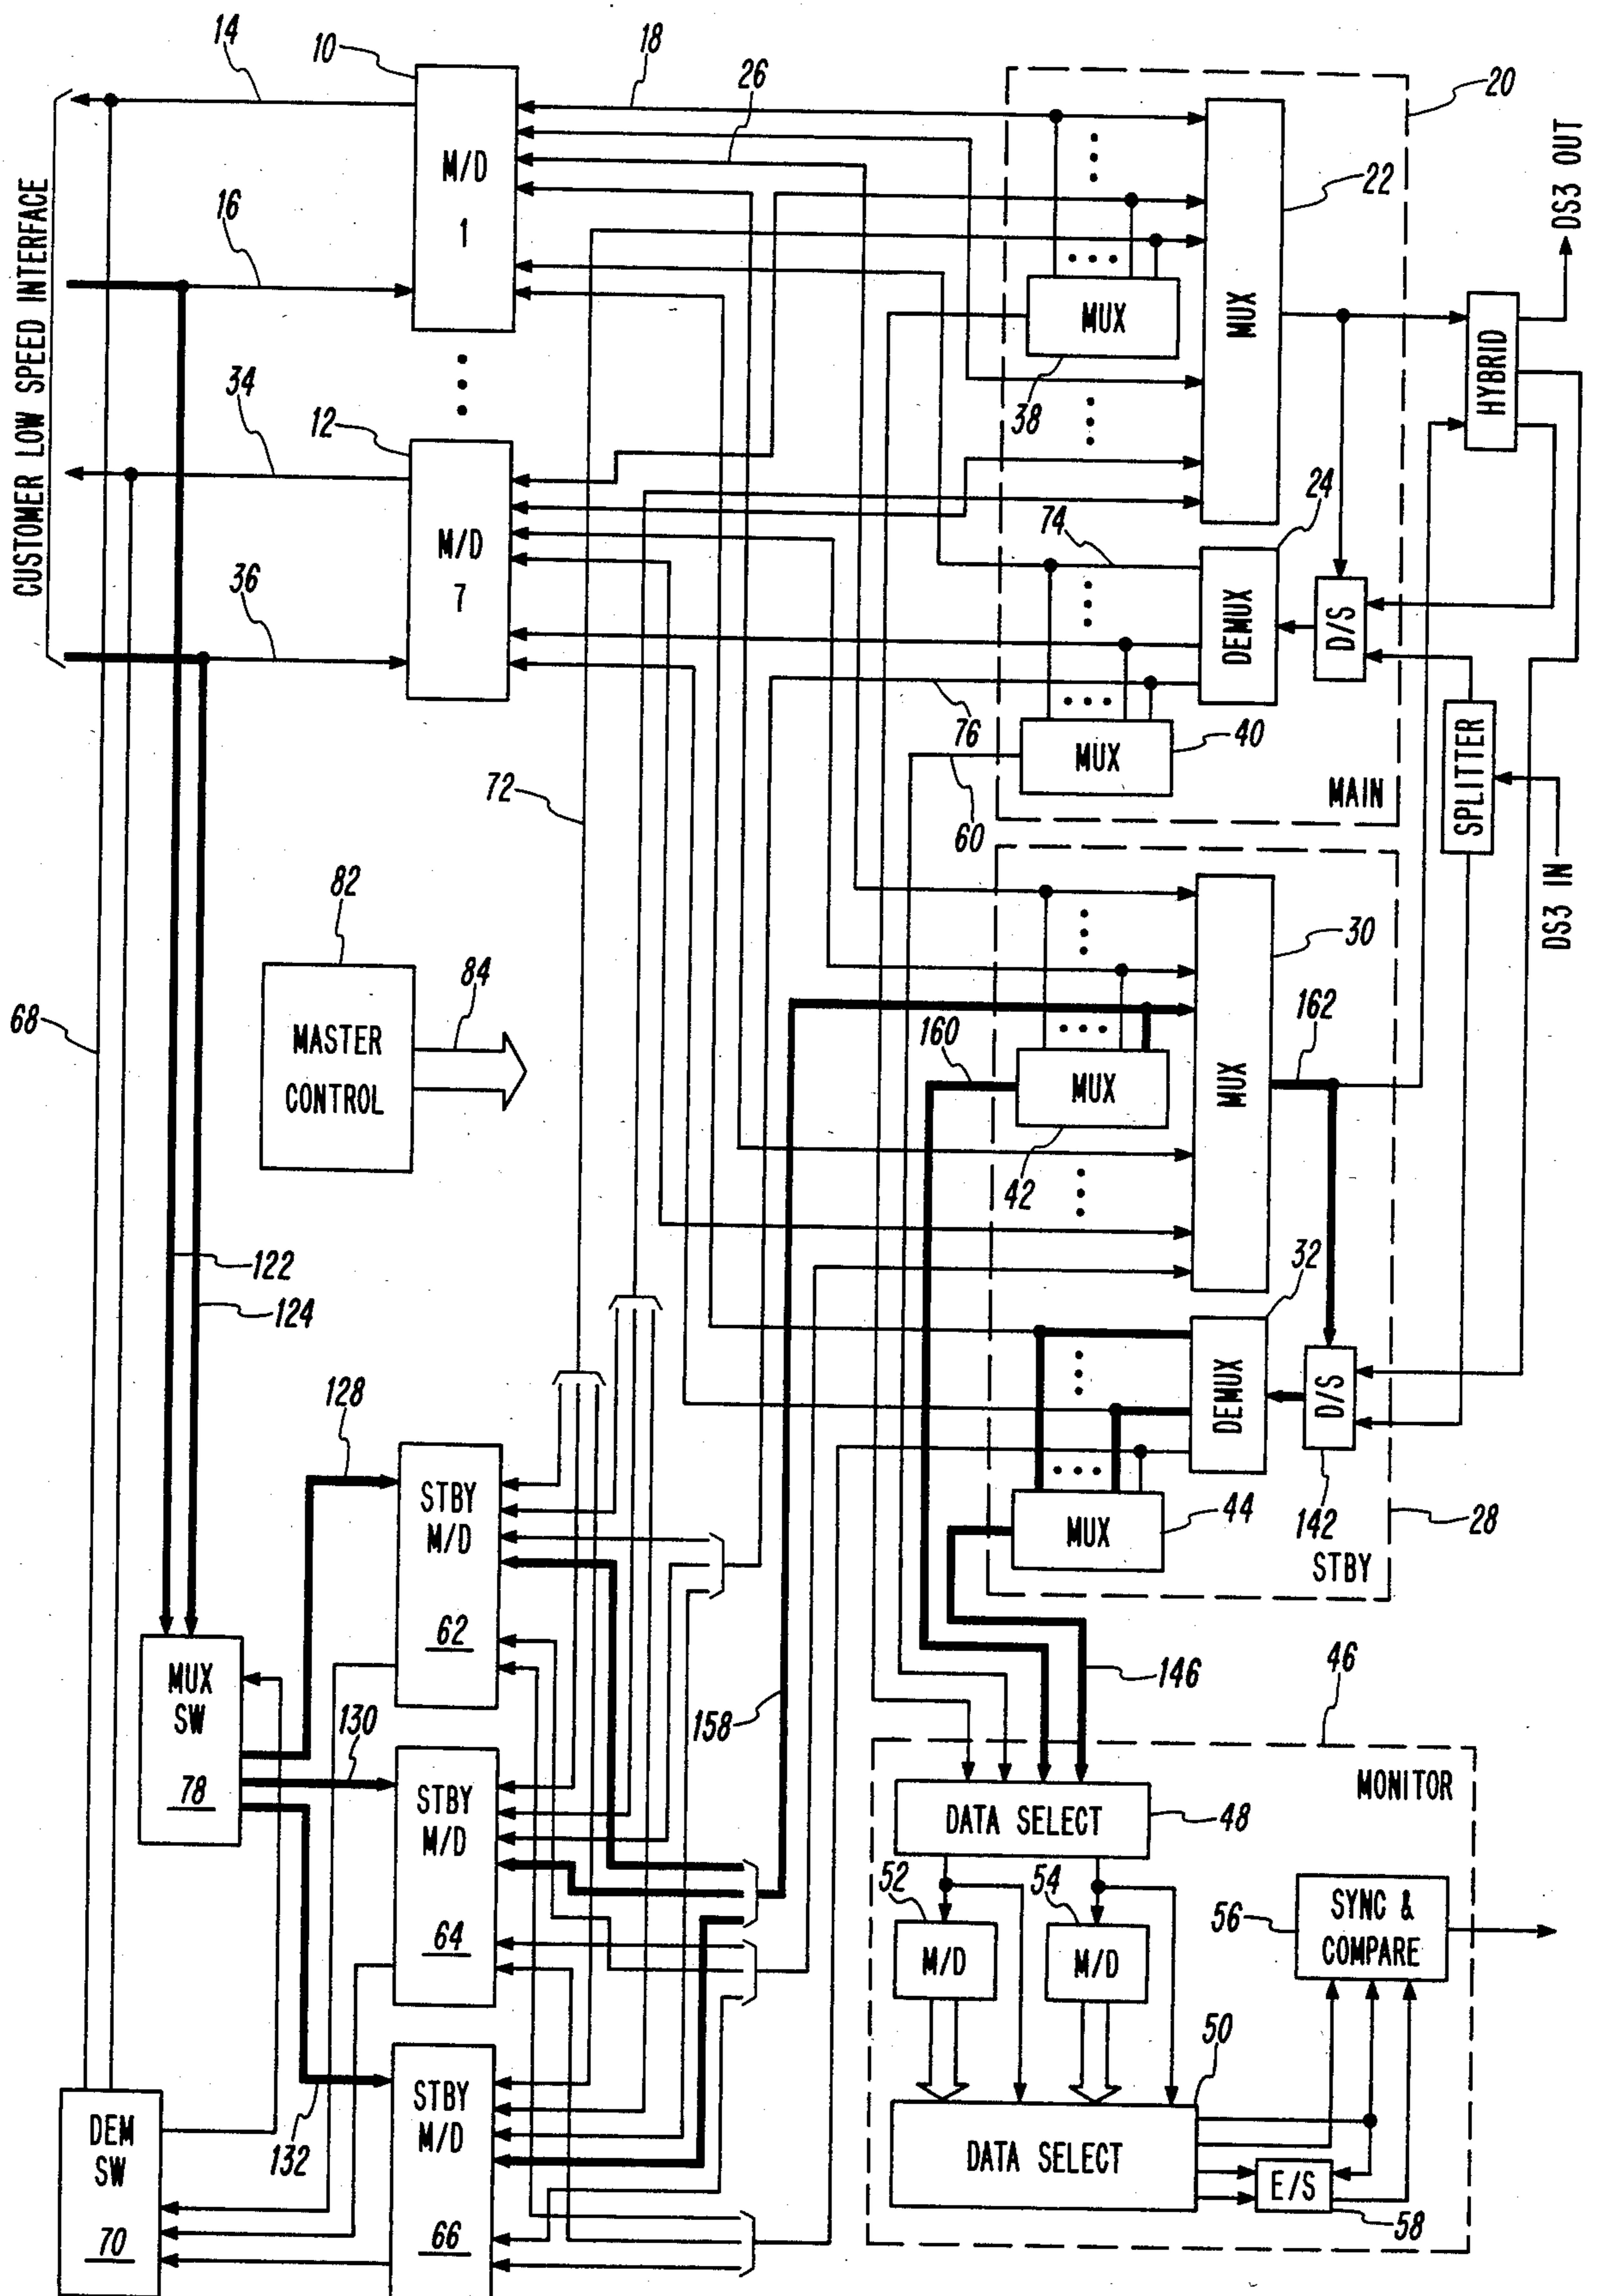 14
10
18
26
20
DS3 OUT
CUSTOMER LOW SPEED INTERFACE
M/D
1
16
22
MUX
MUX
38
HYBRID
34
12
M/D
7
24
74
DEMUX
D/S
36
76
MUX
40
MAIN
SPLITTER
72
60
DS3 IN
82
MASTER
CONTROL
84
68
30
160
MUX
162
MUX
42
122
124
32
128
DEMUX
D/S
STBY
M/D
62
MUX
44
142
28
STBY
MUX
SW
78
130
158
146
46
MONITOR
STBY
M/D
64
DATA SELECT
48
52
54
M/D
M/D
56
SYNC &
COMPARE
50
DEM
SW
70
132
STBY
M/D
66
DATA SELECT
E/S
58